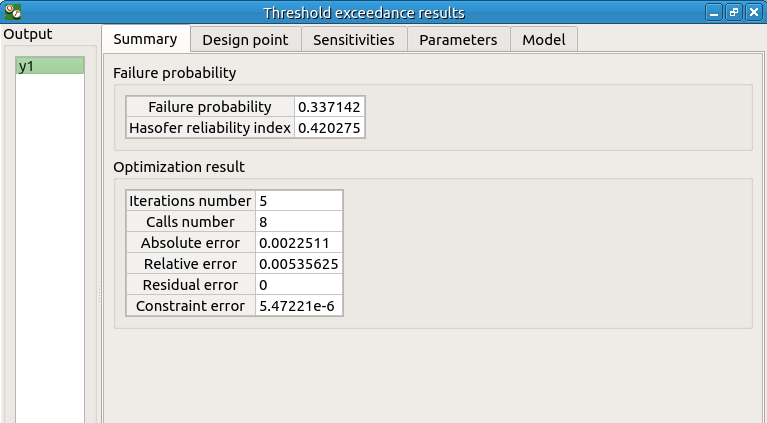 Threshold exceedance results
Output
y1
Summary Design point Sensitivities Parameters Model
Failure probability
Failure probability 0.337142
Hasofer reliability index 0.420275
Optimization result
Iterations number 5
Calls number 8
Absolute error 0.0022511
Relative error 0.00535625
Residual error 0
Constraint error 5.47221e-6